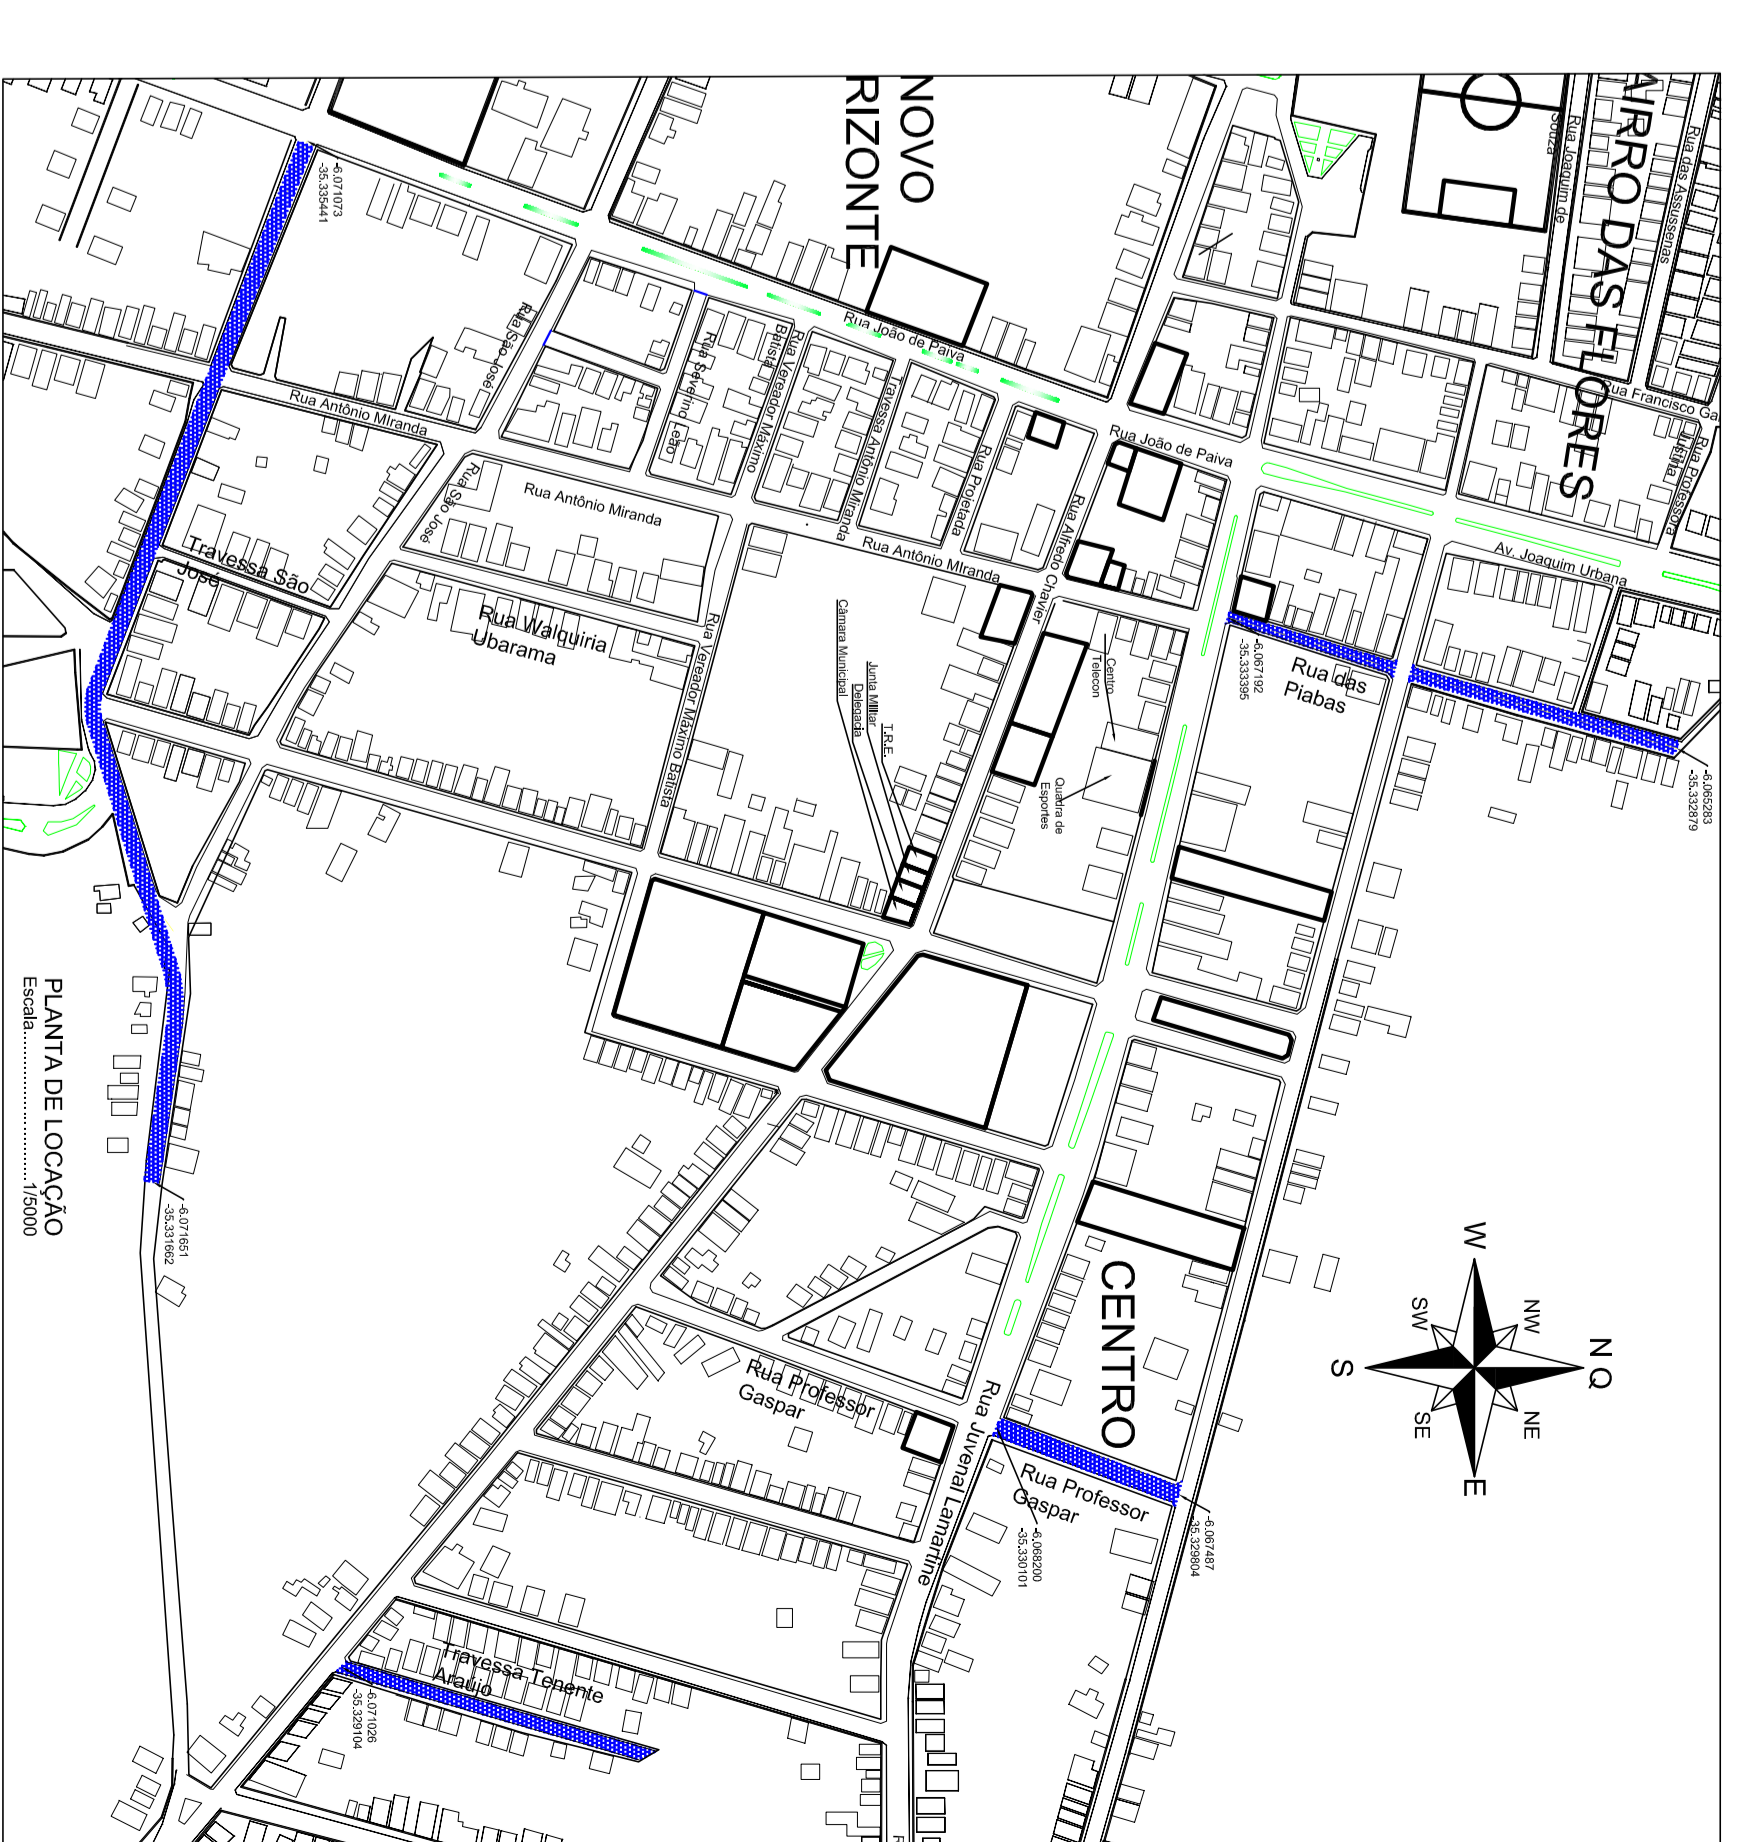 NOVO
RIZONTE
AIRRO DAS FLORES
Rua das Assussenas
Rua Joaquim de
Souza
Rua Francisco Ga
Rua Professora
Av. Joaquim Urbana
Rua João de Paiva
Rua João de Paiva
Rua São José
Rua São José
Rua Antônio MIranda
Rua Antônio Miranda
Rua Antônio MIranda
Rua Severino Leão
Rua Vereador Máximo
Batista
Travessa Antônio Miranda
Rua Projetada
Rua Alfredo Chavier
Travessa São
José
Rua Walquiria
Ubarama
Rua Vereador Máximo Batista
Câmara Municipal
Delegacia
Junta Militar
T.R.E.
Centro
Telecon
Quadra de
Esportes
Rua das
Piabas
-6.071073
-35.335441
-6.067192
-35.333395
-6.065283
-35.332879
-6.071651
-35.331662
CENTRO
Rua Professor
Gaspar
Rua Juvenal Lamartine
Rua Professor
Gaspar
-6.068200
-35.330101
-6.067487
-35.329804
Travessa Tenente
Araújo
-6.071026
-35.329104
N Q
NE
E
SE
S
SW
W
NW
PLANTA DE LOCAÇÃO
Escala..........................1/5000